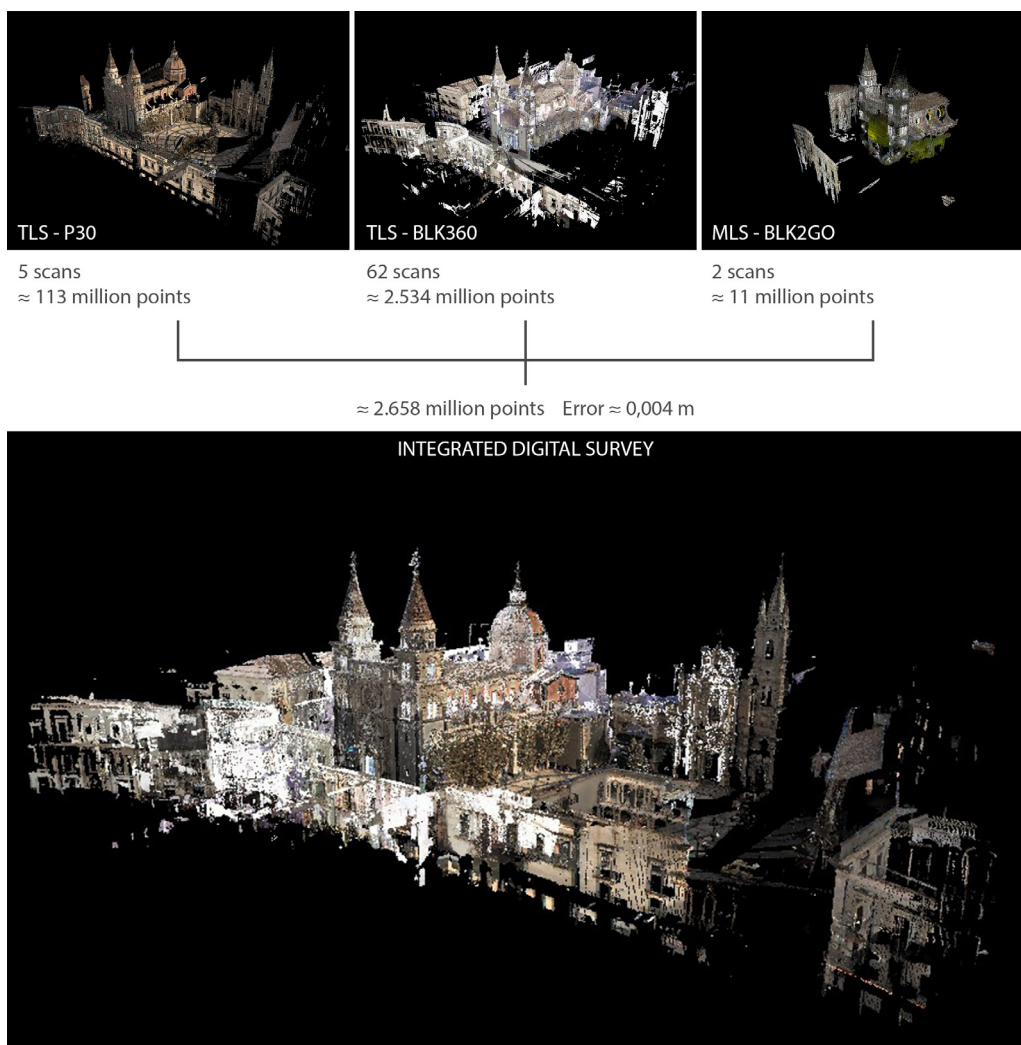 TLS - P30
TLS - BLK360
MLS - BLK2GO
5 scans
≈ 113 million points
62 scans
≈ 2.534 million points
2 scans
≈ 11 million points
≈ 2.658 million points Error ≈ 0,004 m
INTEGRATED DIGITAL SURVEY